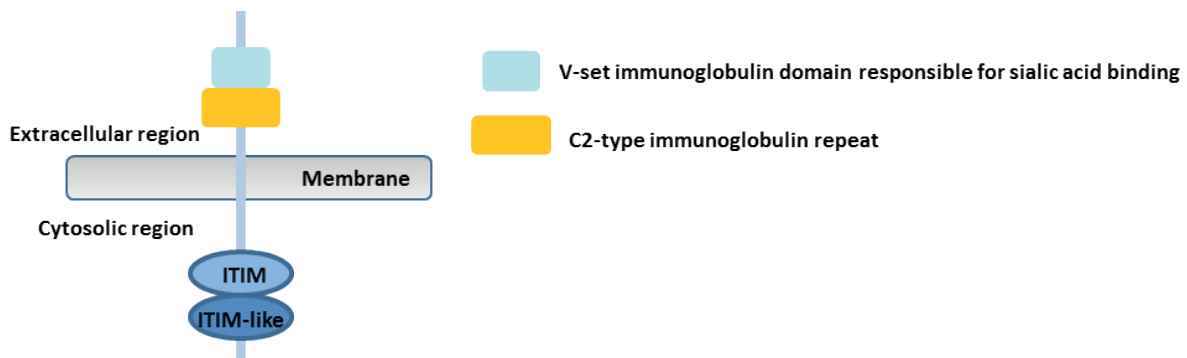 V-set immunoglobulin domain responsible for sialic acid binding
Extracellular region
C2-type immunoglobulin repeat
Membrane
Cytosolic region
ITIM
ITIM-like